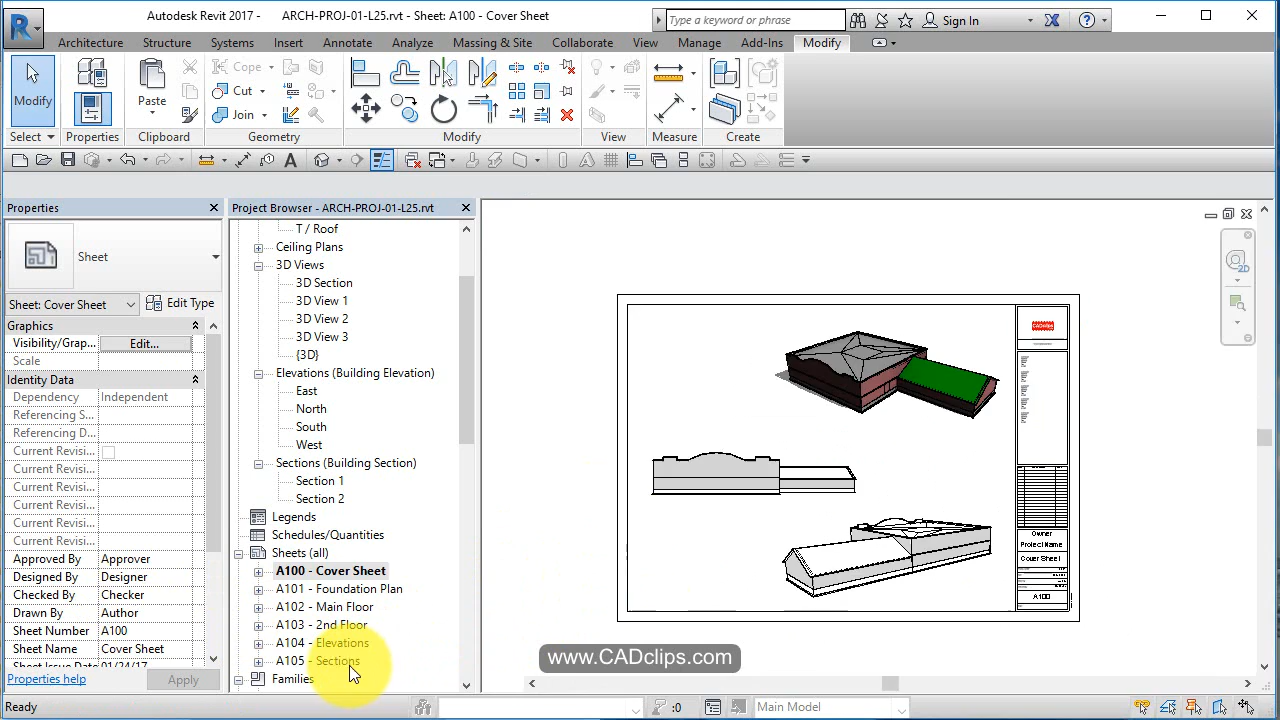 Autodesk Revit 2017 - ARCH-PROJ-01-L25.rvt - Sheet: A100 - Cover Sheet
Type a keyword or phrase
Sign In
Architecture Structure Systems Insert Annotate Analyze Massing & Site Collaborate View Manage Add-Ins Modify
Modify
Paste
Cope
Cut
Join
Select Properties Clipboard Geometry Modify View Measure Create
Properties
Project Browser - ARCH-PROJ-01-L25.rvt
Sheet
Sheet: Cover Sheet
Edit Type
Graphics
Visibility/Grap... Edit...
Scale
Identity Data
Dependency Independent
Referencing S...
Referencing D...
Current Revisi...
Current Revisi...
Current Revisi...
Current Revisi...
Current Revisi...
Current Revisi...
Approved By Approver
Designed By Designer
Checked By Checker
Drawn By Author
Sheet Number A100
Sheet Name Cover Sheet
Sheet Issue Date 01/24/17
Properties help
Apply
T / Roof
Ceiling Plans
3D Views
3D Section
3D View 1
3D View 2
3D View 3
{3D}
Elevations (Building Elevation)
East
North
South
West
Sections (Building Section)
Section 1
Section 2
Legends
Schedules/Quantities
Sheets (all)
A100 - Cover Sheet
A101 - Foundation Plan
A102 - Main Floor
A103 - 2nd Floor
A104 - Elevations
A105 - Sections
Families
2D
CADclips
Owner
Project Name
Cover Sheet
A100
www.CADclips.com
Ready
:0
Main Model